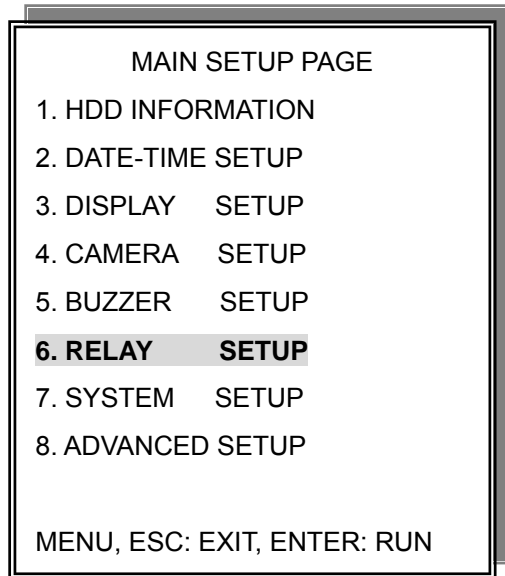 MAIN SETUP PAGE
1. HDD INFORMATION
2. DATE-TIME SETUP
3. DISPLAY SETUP
4. CAMERA SETUP
5. BUZZER SETUP
6. RELAY SETUP
7. SYSTEM SETUP
8. ADVANCED SETUP
MENU, ESC: EXIT, ENTER: RUN